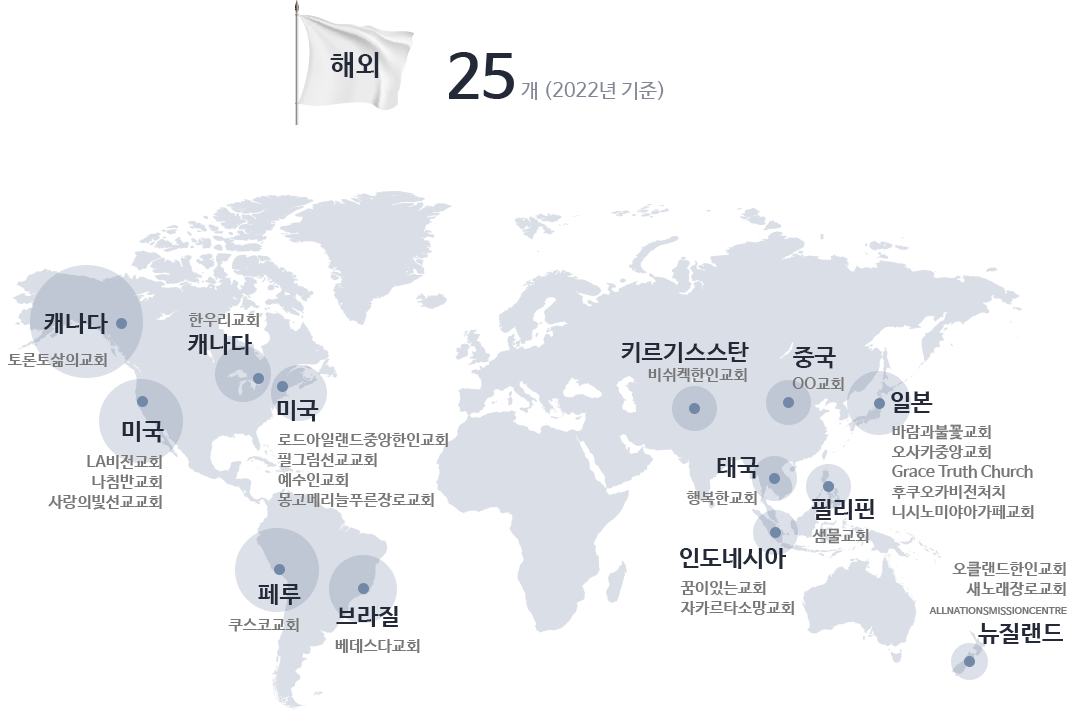 해외
25 개 (2022년 기준)
캐나다
토론토삶의교회
한우리교회
캐나다
미국
LA비전교회
나침반교회
사랑의빛선교교회
미국
로드아일랜드중앙한인교회
필그림선교교회
예수인교회
몽고메리늘푸른장로교회
키르기스스탄
비쉬켁한인교회
중국
OO교회
일본
바람과불꽃교회
오사카중앙교회
Grace Truth Church
후쿠오카비전처치
니시노미야아가페교회
태국
행복한교회
필리핀
샘물교회
인도네시아
꿈이있는교회
자카르타소망교회
페루
쿠스코교회
브라질
베데스다교회
오클랜드한인교회
새노래장로교회
ALLNATIONSMISSIONCENTRE
뉴질랜드